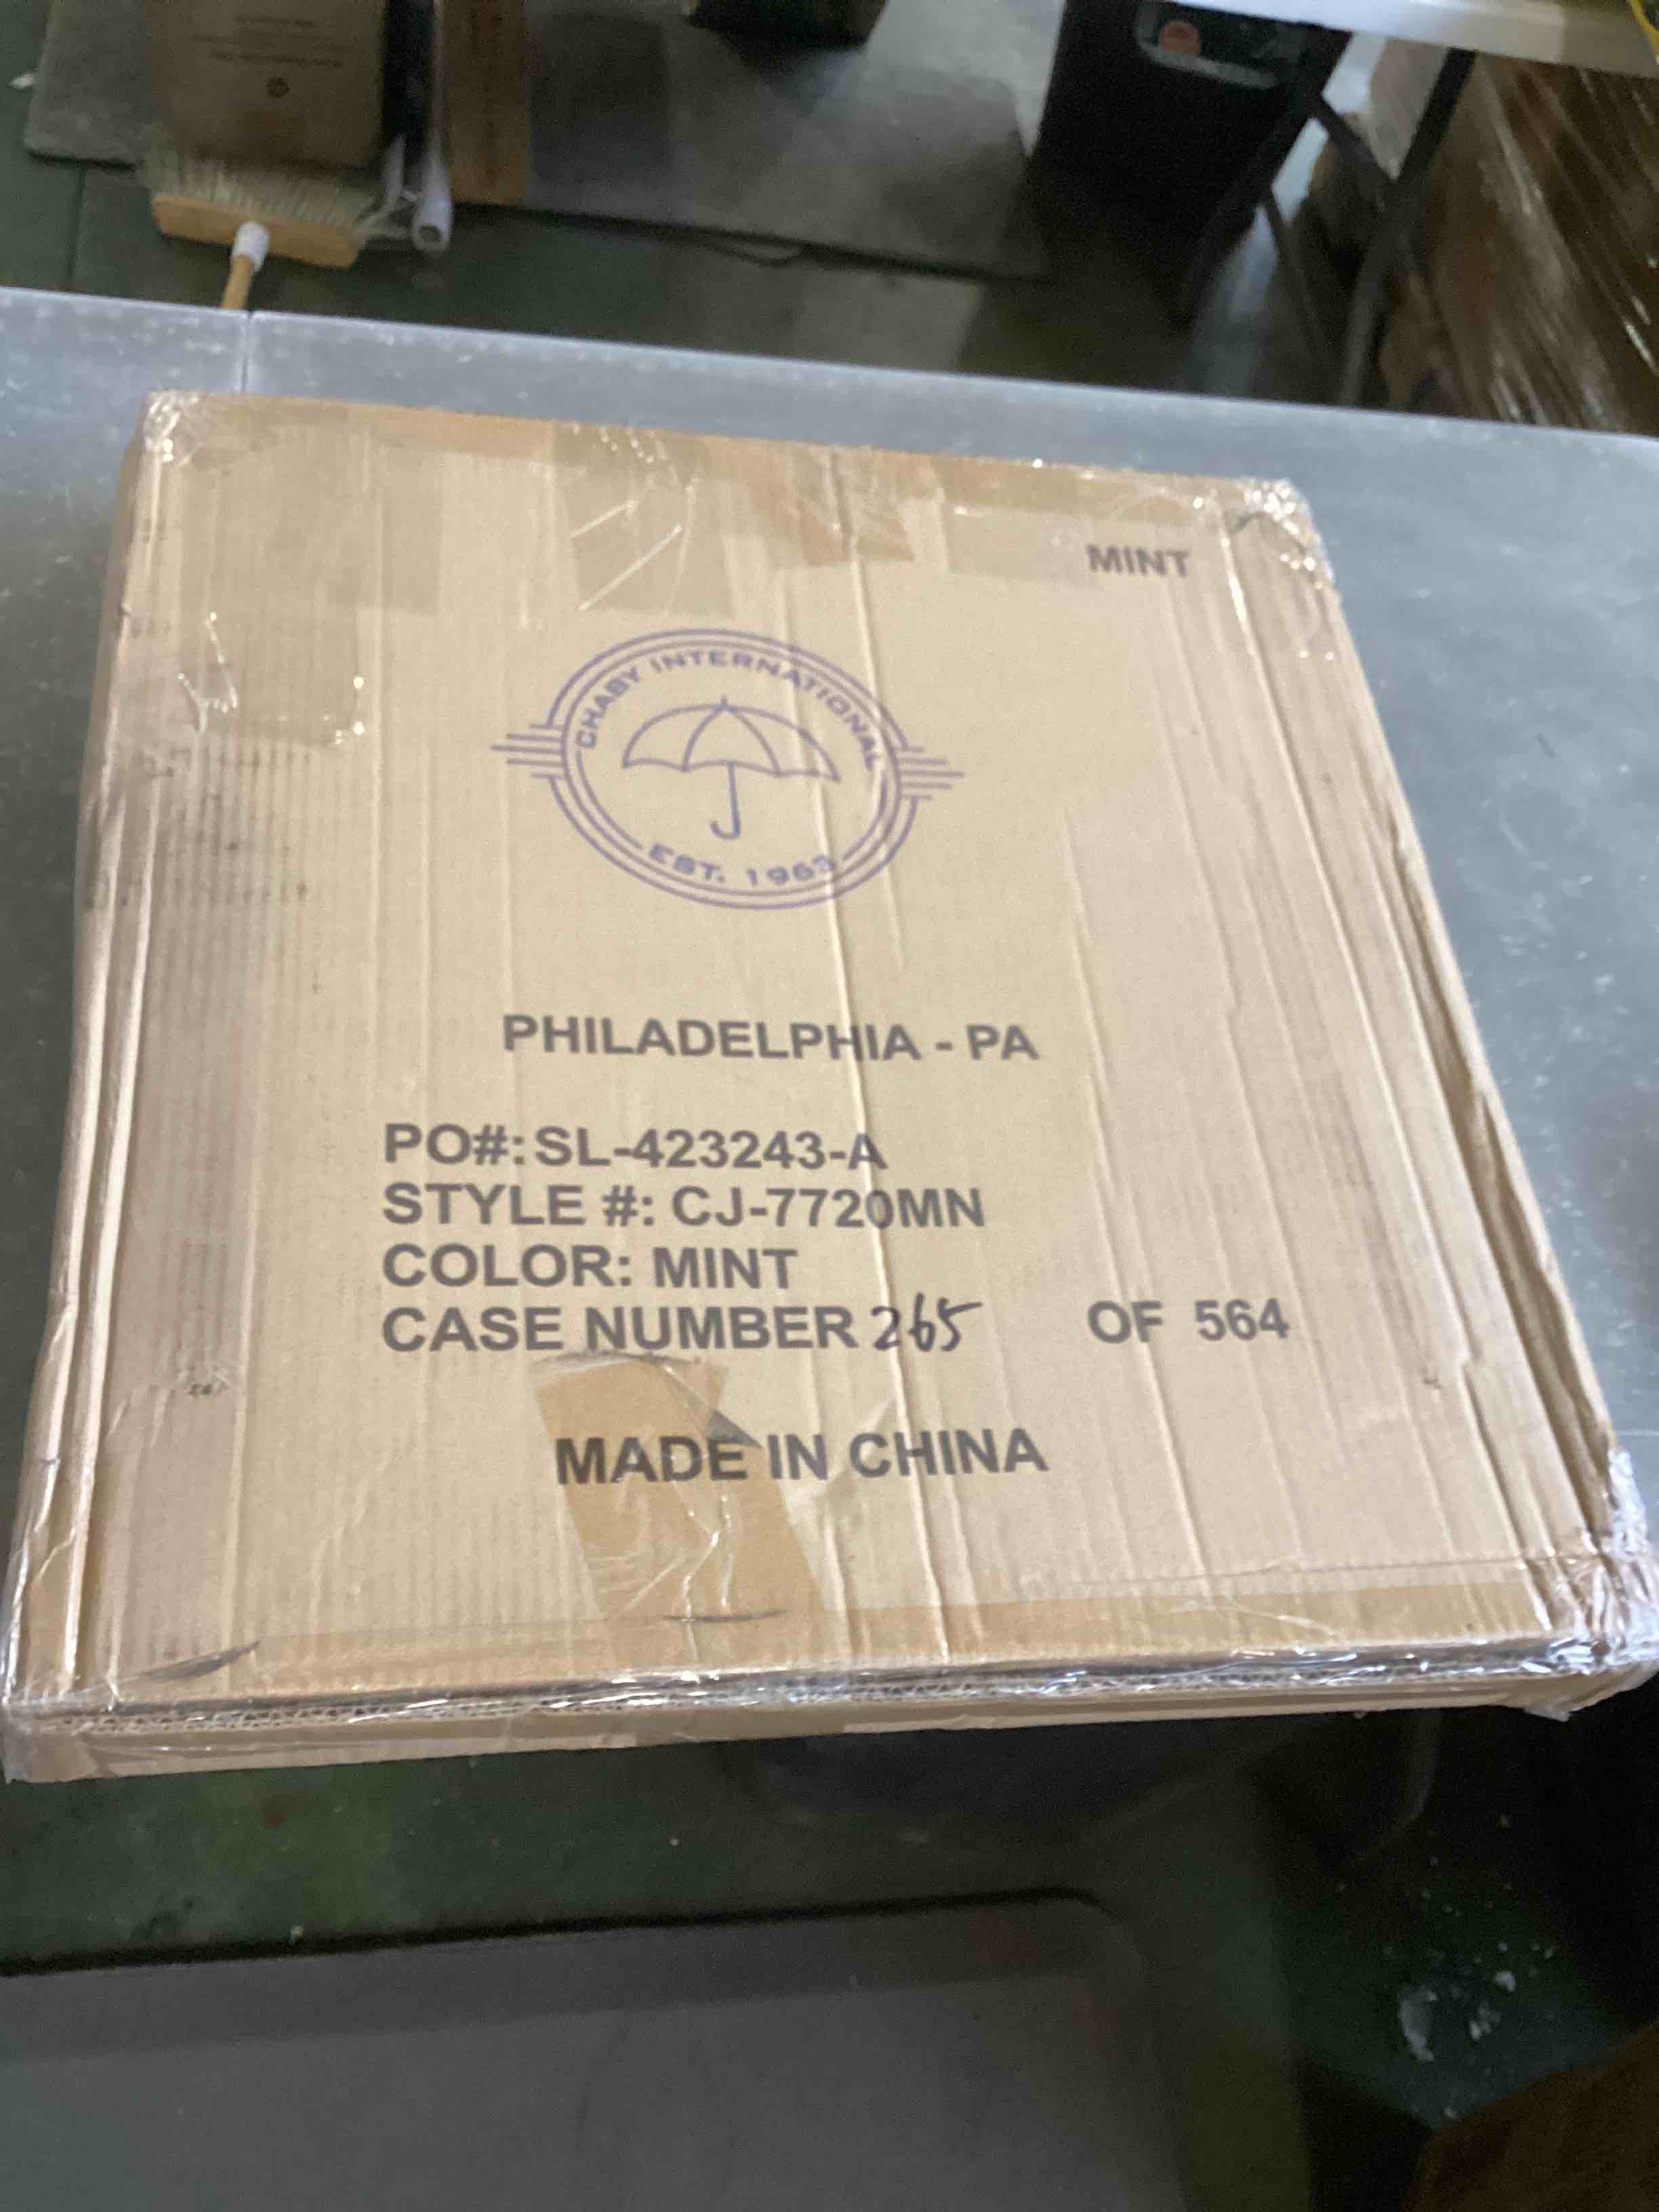 MINT
CHABY INTERNATIONAL
EST. 1963
PHILADELPHIA - PA
PO#: SL-423243-A
STYLE #: CJ-7720MN
COLOR: MINT
CASE NUMBER 265 OF 564
MADE IN CHINA